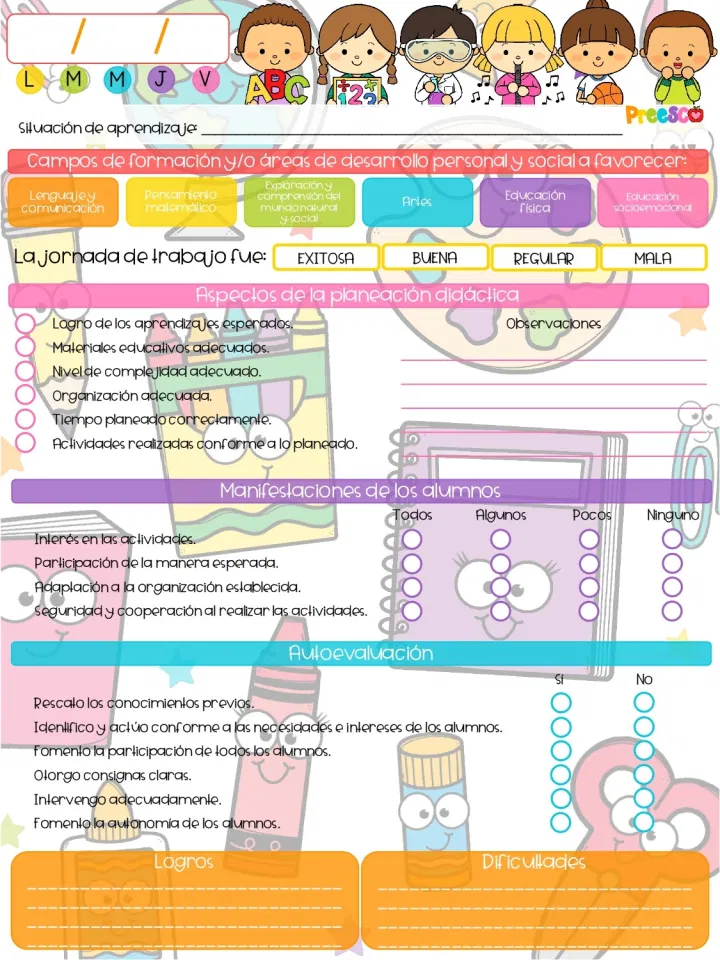 / /
L M M J V
ABC
123
Preesco
Situación de aprendizaje:
Campos de formación y/o áreas de desarrollo personal y social a favorecer:
Lenguaje y
comunicación
Pensamiento
matemático
Exploración y
comprensión del
mundo natural
y social
Artes
Educación
física
Educación
socioemocional
La jornada de trabajo fue: EXITOSA BUENA REGULAR MALA
Aspectos de la planeación didáctica
Logro de los aprendizajes esperados. Observaciones
Materiales educativos adecuados.
Nivel de complejidad adecuado.
Organización adecuada.
Tiempo planeado correctamente.
Actividades realizadas conforme a lo planeado.
Manifestaciones de los alumnos
Todos Algunos Pocos Ninguno
Interés en las actividades.
Participación de la manera esperada.
Adaptación a la organización establecida.
Seguridad y cooperación al realizar las actividades.
Autoevaluación
Si No
Rescato los conocimientos previos.
Identifico y actúo conforme a las necesidades e intereses de los alumnos.
Fomento la participación de todos los alumnos.
Otorgo consignas claras.
Intervengo adecuadamente.
Fomento la autonomía de los alumnos.
Logros Dificultades